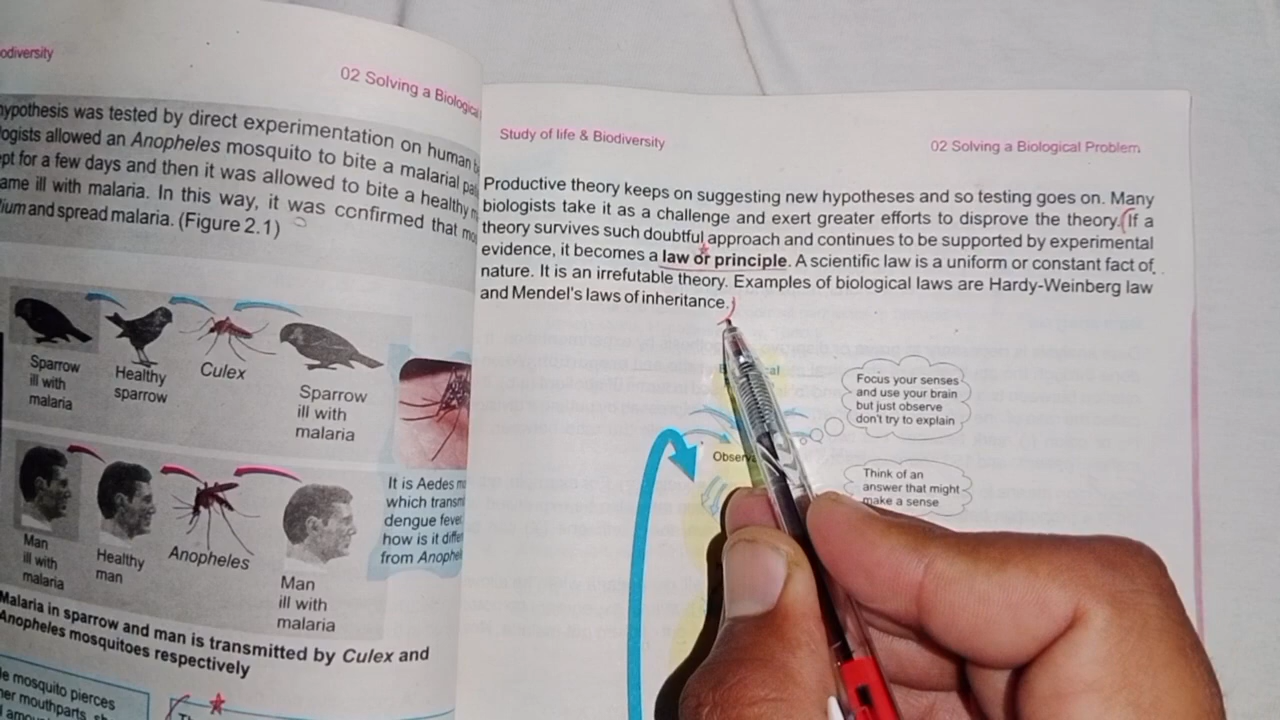 odiversity
02 Solving a Biological
hypothesis was tested by direct experimentation on human
logists allowed an Anopheles mosquito to bite a malarial
ept for a few days and then it was allowed to bite a healthy
ame ill with malaria. In this way, it was confirmed that
ium and spread malaria. (Figure 2.1)
Sparrow
ill with
malaria
Healthy
sparrow
Culex
Sparrow
ill with
malaria
Man
ill with
malaria
Healthy
man
Anopheles
Man
ill with
malaria
It is Aedes
which
dengue fever
how is it
from
Malaria in sparrow and man is transmitted by Culex and
Anopheles mosquitoes respectively
mosquito pierces
mouthparts
Study of life & Biodiversity
02 Solving a Biological Problem
Productive theory keeps on suggesting new hypotheses and so testing goes on. Many
biologists take it as a challenge and exert greater efforts to disprove the theory. If a
theory survives such doubtful approach and continues to be supported by experimental
evidence, it becomes a law or principle. A scientific law is a uniform or constant fact of
nature. It is an irrefutable theory. Examples of biological laws are Hardy-Weinberg law
and Mendel's laws of inheritance.
Focus your senses
and use your brain
but just observe
don't try to explain
Think of an
answer that might
make a sense